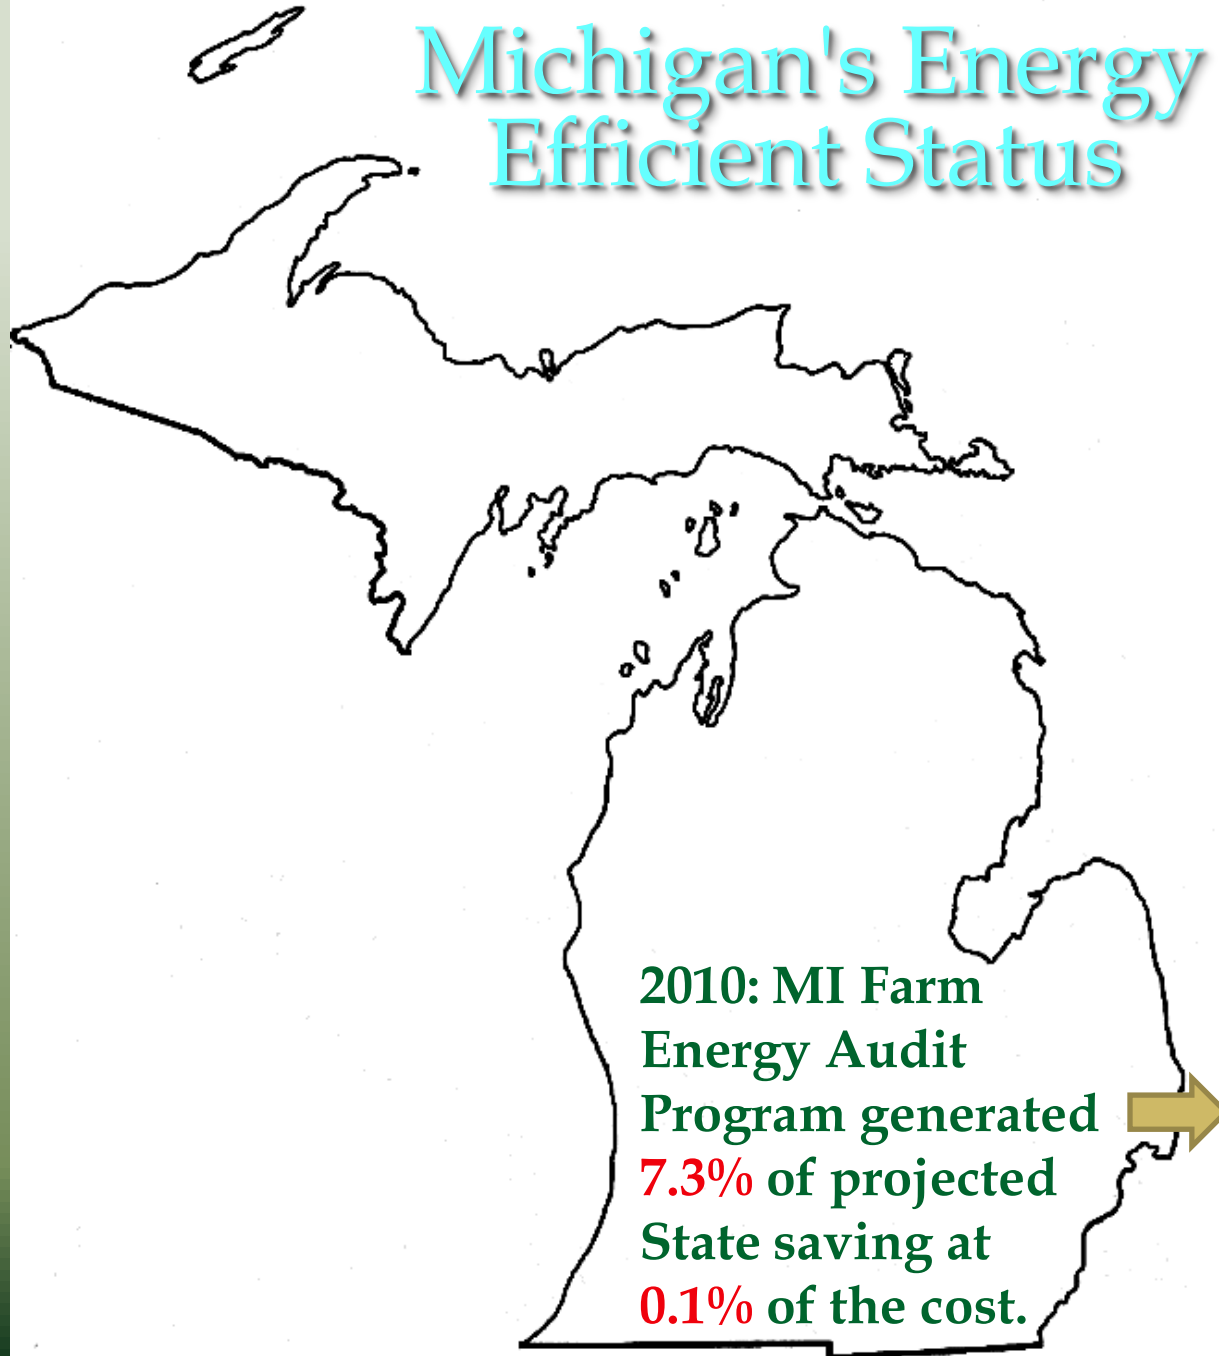 Michigan's Energy
Efficient Status
2010: MI Farm
Energy Audit
Program generated
7.3% of projected
State saving at
0.1% of the cost.